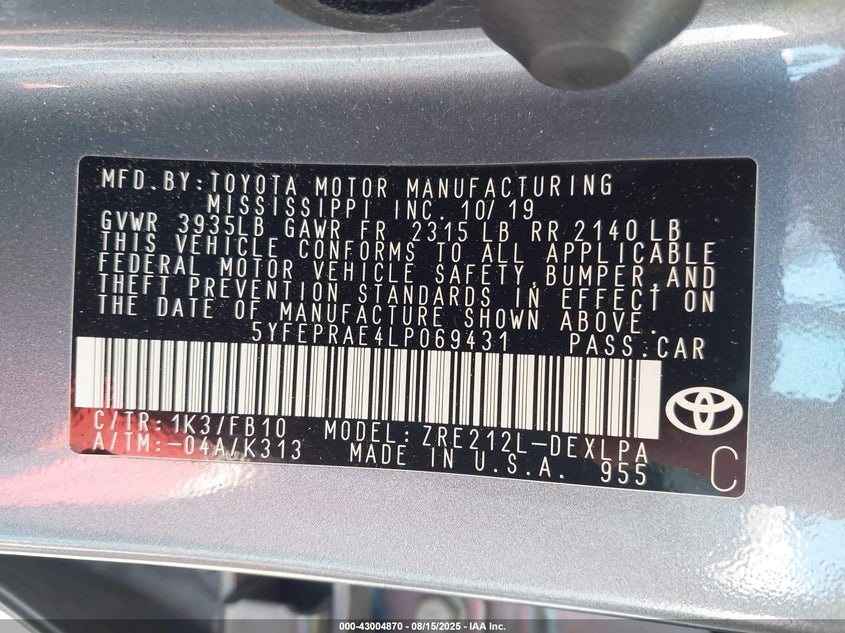 MFD.BY:TOYOTA MOTOR MANUFACTURING
MISSISSIPPI INC. 10/19
GVWR 3935LB GAWR FR 2315 LB RR 2140 LB
THIS VEHICLE CONFORMS TO ALL APPLICABLE
FEDERAL MOTOR VEHICLE SAFETY,BUMPER,AND
THEFT PREVENTION STANDARDS IN EFFECT ON
THE DATE OF MANUFACTURE SHOWN ABOVE.
5YFEPRAE4LP069431 PASS.CAR
C/TR:1K3/FB10 MODEL:ZRE212L-DEXLPA
A/TM:-04A/K313 MADE IN U.S.A. 955
C
000-43004870 - 08/15/2025 - IAA Inc.